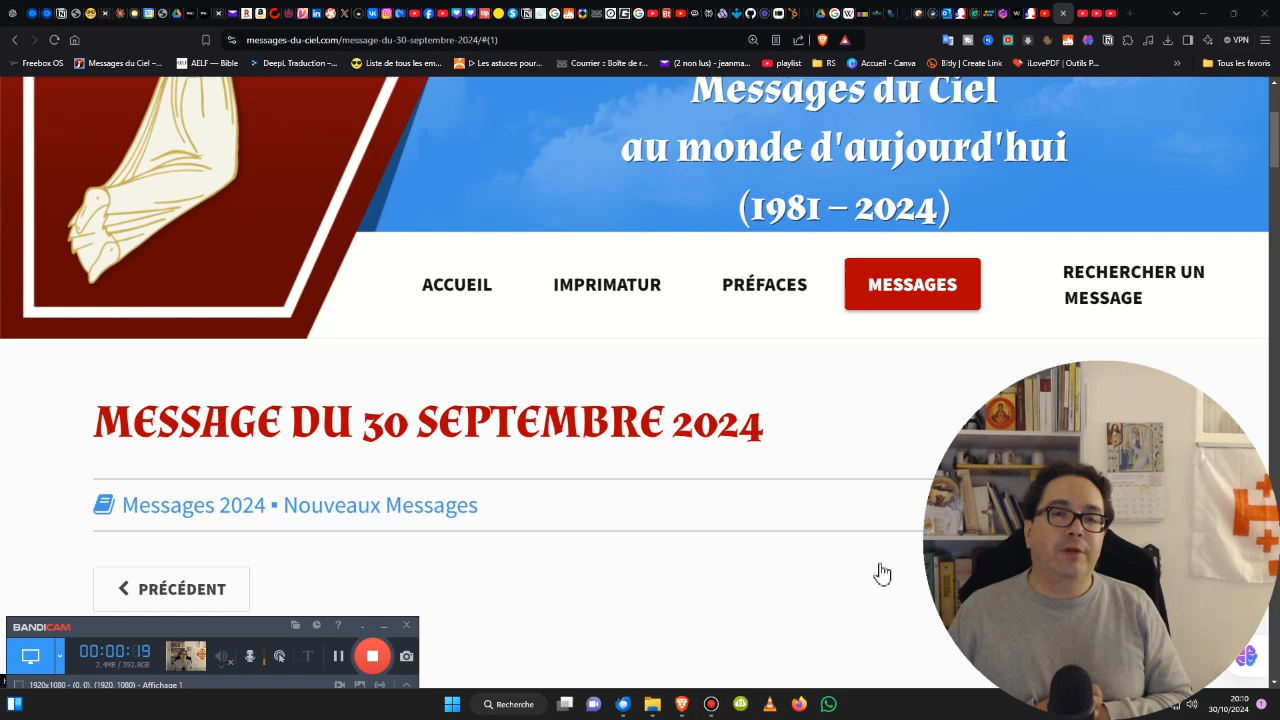 messages-du-ciel.com/message-du-30-septembre-2024/#(1)
VPN
Freebox OS
Messages du Ciel –...
AELF — Bible
DeepL Traduction –...
Liste de tous les em...
▷ Les astuces pour...
Courrier : Boîte de r...
(2 non lus) - jeanma...
playlist
RS
Accueil - Canva
Bitly | Create Link
iLovePDF | Outils P...
Tous les favoris
Messages du Ciel
au monde d'aujourd'hui
(1981 – 2024)
ACCUEIL
IMPRIMATUR
PRÉFACES
MESSAGES
RECHERCHER UN
MESSAGE
MESSAGE DU 30 SEPTEMBRE 2024
Messages 2024 ▪ Nouveaux Messages
PRÉCÉDENT
BANDICAM
00:00:19
2.4MB / 392.8GB
1920x1080 - (0, 0), (1920, 1080) - Affichage 1
Recherche
20:10
30/10/2024